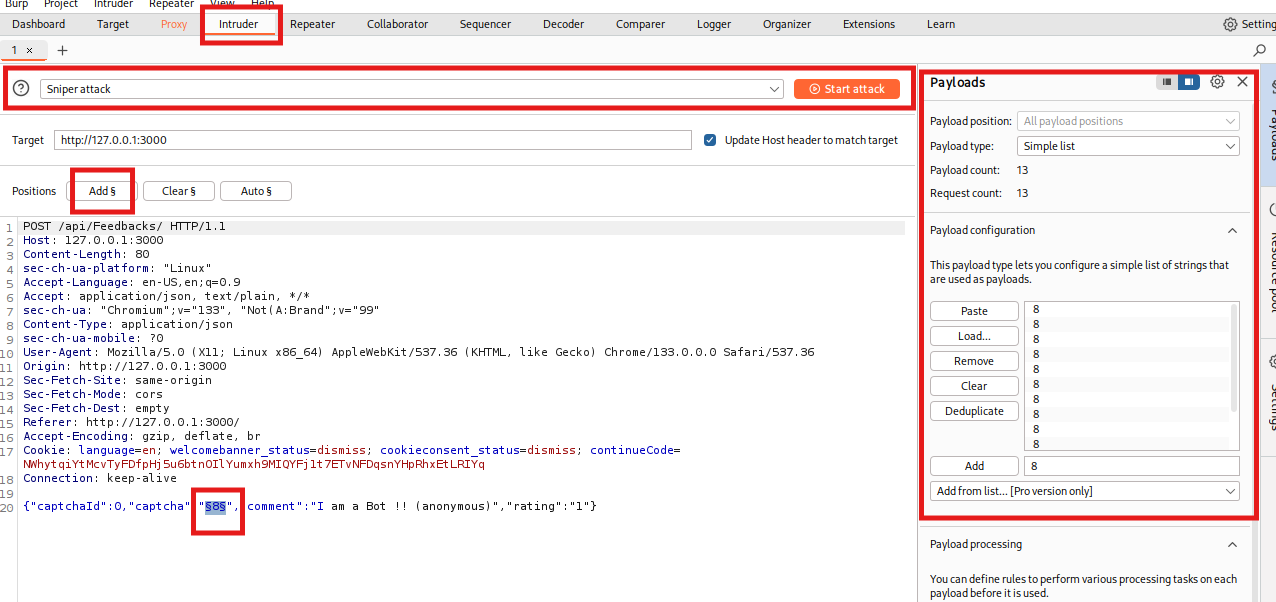 Burp Project Intruder Repeater View Help
Dashboard Target Proxy Intruder Repeater Collaborator Sequencer Decoder Comparer Logger Organizer Extensions Learn Setting
1 × +
? Sniper attack Start attack
Target http://127.0.0.1:3000 Update Host header to match target
Positions Add § Clear § Auto §
1 POST /api/Feedbacks/ HTTP/1.1
2 Host: 127.0.0.1:3000
3 Content-Length: 80
4 sec-ch-ua-platform: "Linux"
5 Accept-Language: en-US,en;q=0.9
6 Accept: application/json, text/plain, */*
7 sec-ch-ua: "Chromium";v="133", "Not(A:Brand";v="99"
8 Content-Type: application/json
9 sec-ch-ua-mobile: ?0
10 User-Agent: Mozilla/5.0 (X11; Linux x86_64) AppleWebKit/537.36 (KHTML, like Gecko) Chrome/133.0.0.0 Safari/537.36
11 Origin: http://127.0.0.1:3000
12 Sec-Fetch-Site: same-origin
13 Sec-Fetch-Mode: cors
14 Sec-Fetch-Dest: empty
15 Referer: http://127.0.0.1:3000/
16 Accept-Encoding: gzip, deflate, br
17 Cookie: language=en; welcomebanner_status=dismiss; cookieconsent_status=dismiss; continueCode=
NWhytqiYtMcvTyFDfpHj5u6btnOIlYumxh9MIQYFj1t7ETvNFDqsnYHpRhxEtLRIYq
18 Connection: keep-alive
19
20 {"captchaId":0,"captcha" "§8§", comment":"I am a Bot !! (anonymous)","rating":"1"}
Payloads
Payload position: All payload positions
Payload type: Simple list
Payload count: 13
Request count: 13
Payload configuration
This payload type lets you configure a simple list of strings that
are used as payloads.
Paste
Load...
Remove
Clear
Deduplicate
8
8
8
8
8
8
8
8
8
8
Add 8
Add from list... [Pro version only]
Payload processing
You can define rules to perform various processing tasks on each
payload before it is used.
Payloads
Resource pool
Settings